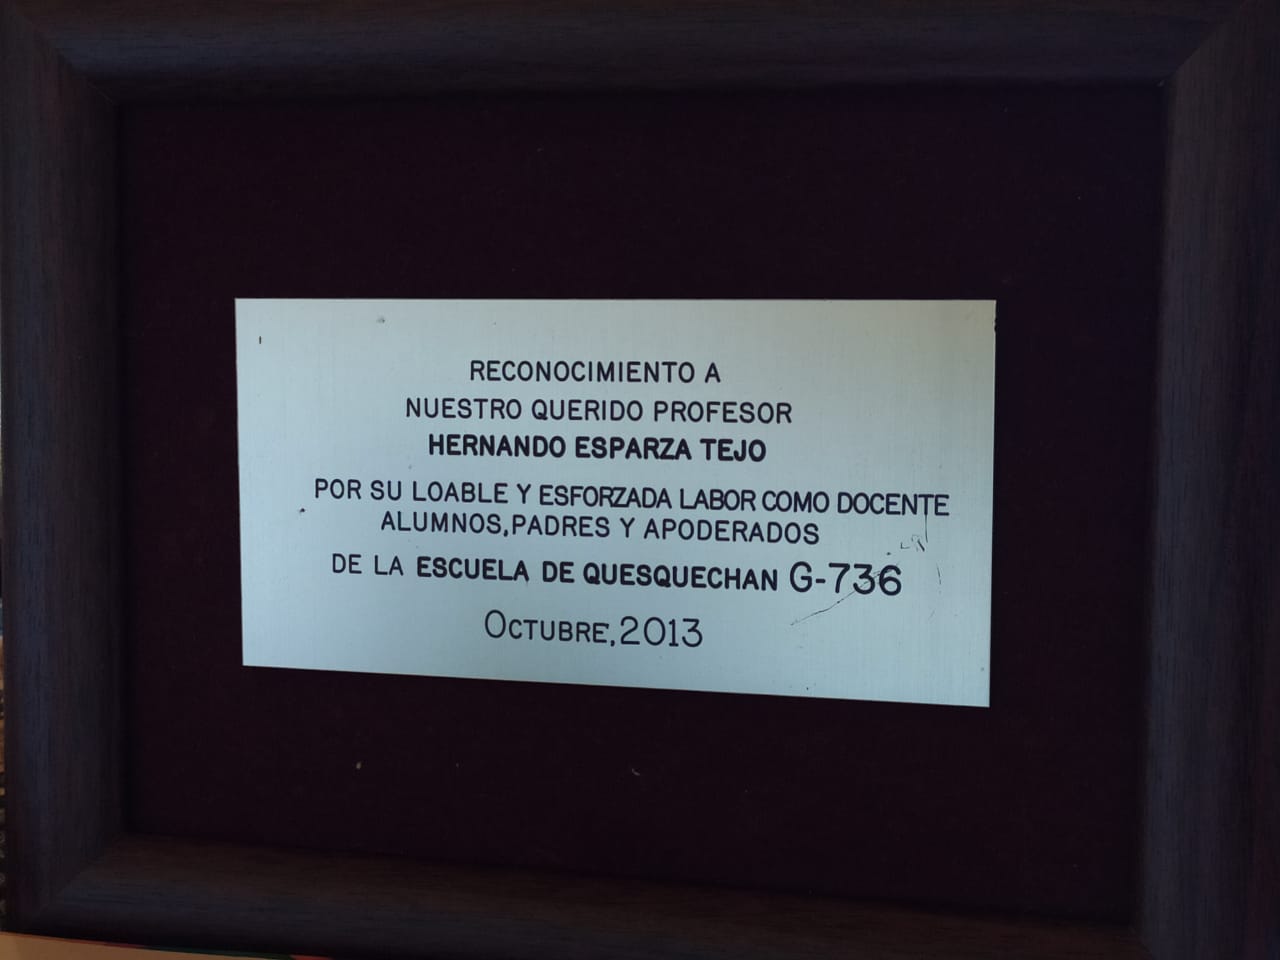 RECONOCIMIENTO A
NUESTRO QUERIDO PROFESOR
HERNANDO ESPARZA TEJO
POR SU LOABLE Y ESFORZADA LABOR COMO DOCENTE
ALUMNOS, PADRES Y APODERADOS
DE LA ESCUELA DE QUESQUECHAN G-736
OCTUBRE, 2013